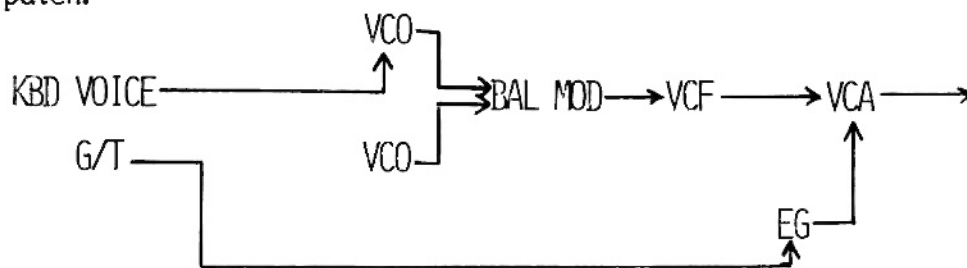 patch.
VCO
KBD VOICE BAL MOD VCF VCA
G/T VCO
EG